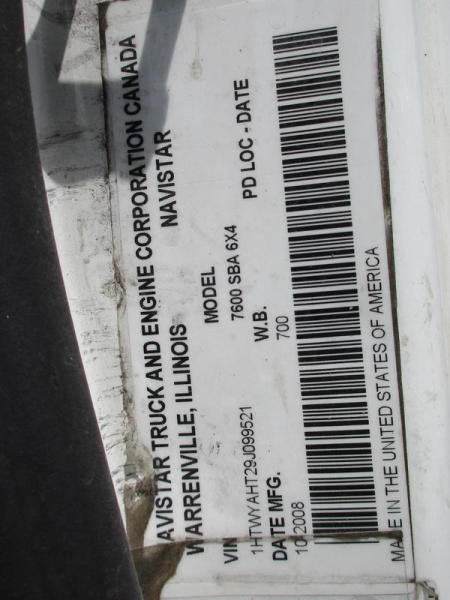 AVISTAR TRUCK AND ENGINE CORPORATION CANADA
WARRENVILLE, ILLINOIS NAVISTAR
VIN MODEL
1HTWYAHT29J099521 7600 SBA 6X4
DATE MFG. W.B. PD LOC - DATE
10 2008 700
MADE IN THE UNITED STATES OF AMERICA